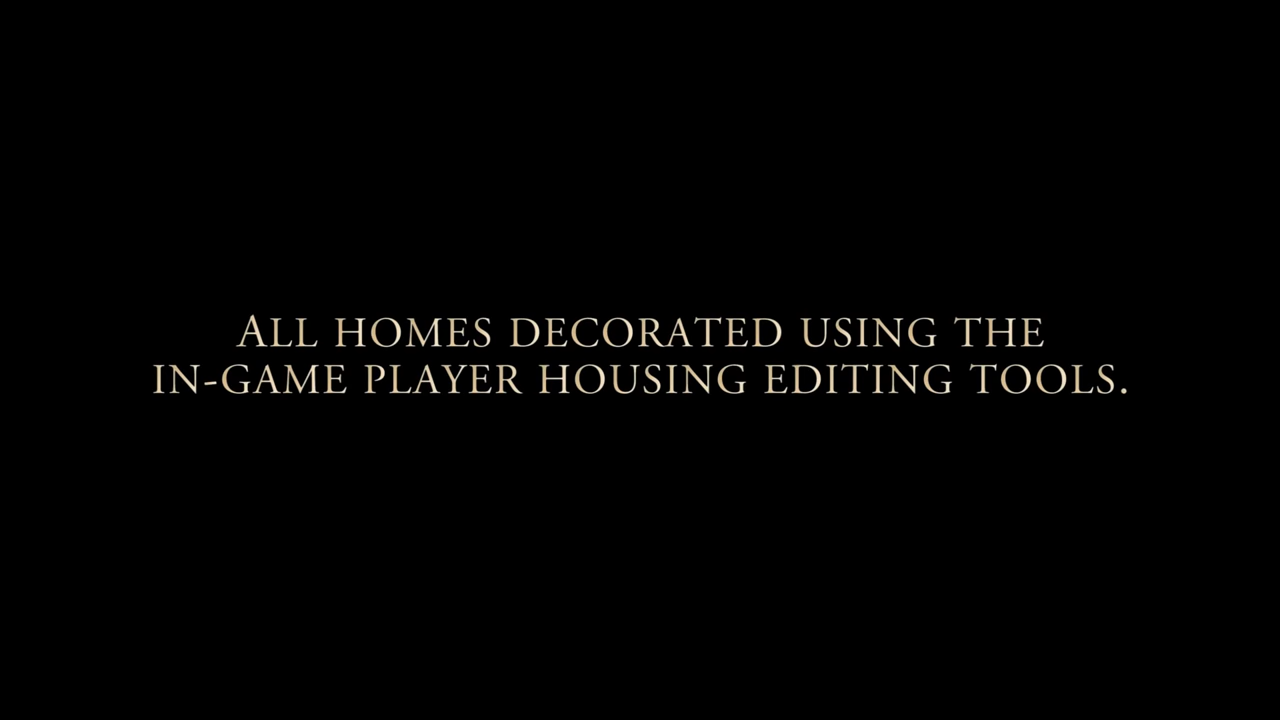 All homes decorated using the
in-game player housing editing tools.